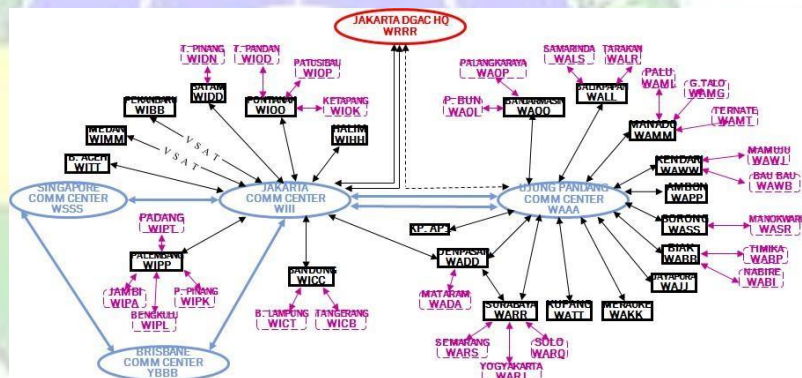 JAKARTA DGAC HQ
WRRR
T. PINANG
WIDN
T. PANDAN
WIOD
PATUSIBAU
WIOP
KETAPANG
WIOK
PALANGKARAYA
WAOP
P. BUN
WAOL
SAMARINDA
WALS
TARAKAN
WALR
PALU
WAML
G.TALO
WAMG
TERNATE
WAMT
PEKANBARU
WIBB
BATAM
WIDD
PONTIANAK
WIOO
HALIM
WIHH
BANJARMASIN
WAOO
BALIKPAPAN
WALL
MANADO
WAMM
MEDAN
WIMM
V S A T
V S A T
B. ACEH
WITT
KENDARI
WAWW
MAMUJU
WAWJ
BAU BAU
WAWB
AMBON
WAPP
SINGAPORE
COMM CENTER
WSSS
JAKARTA
COMM CENTER
WIII
UJUNG PANDANG
COMM CENTER
WAAA
SORONG
WASS
MANOKWARI
WASR
KP. AP1
BIAK
WABB
TIMIKA
WABP
NABIRE
WABI
JAYAPURA
WAJJ
PADANG
WIPT
PALEMBANG
WIPP
JAMBI
WIPA
P. PINANG
WIPK
BENGKULU
WIPL
BANDUNG
WICC
B. LAMPUNG
WICT
TANGERANG
WICB
DENPASAR
WADD
MATARAM
WADA
SURABAYA
WARR
KUPANG
WATT
MERAUKE
WAKK
SEMARANG
WARS
YOGYAKARTA
WARJ
SOLO
WARQ
BRISBANE
COMM CENTER
YBBB